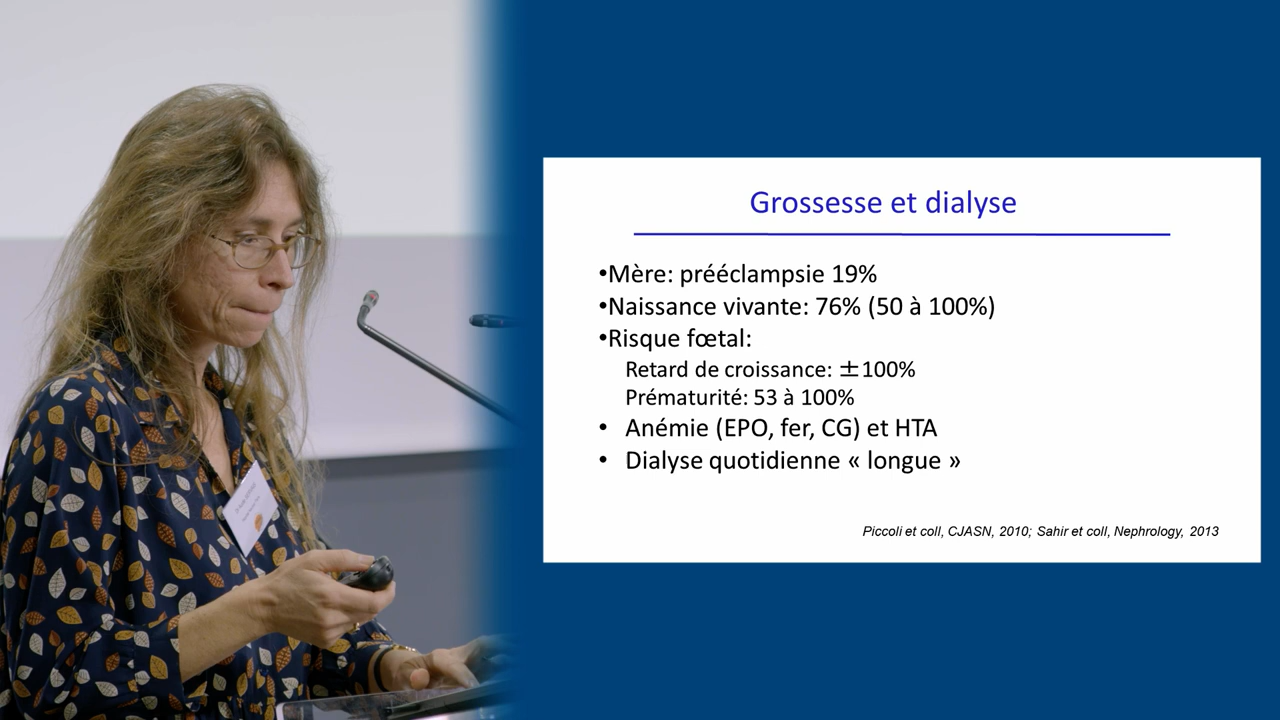 Grossesse et dialyse
•Mère: prééclampsie 19%
•Naissance vivante: 76% (50 à 100%)
•Risque fœtal:
Retard de croissance: ±100%
Prématurité: 53 à 100%
• Anémie (EPO, fer, CG) et HTA
• Dialyse quotidienne « longue »
Piccoli et coll, CJASN, 2010; Sahir et coll, Nephrology, 2013